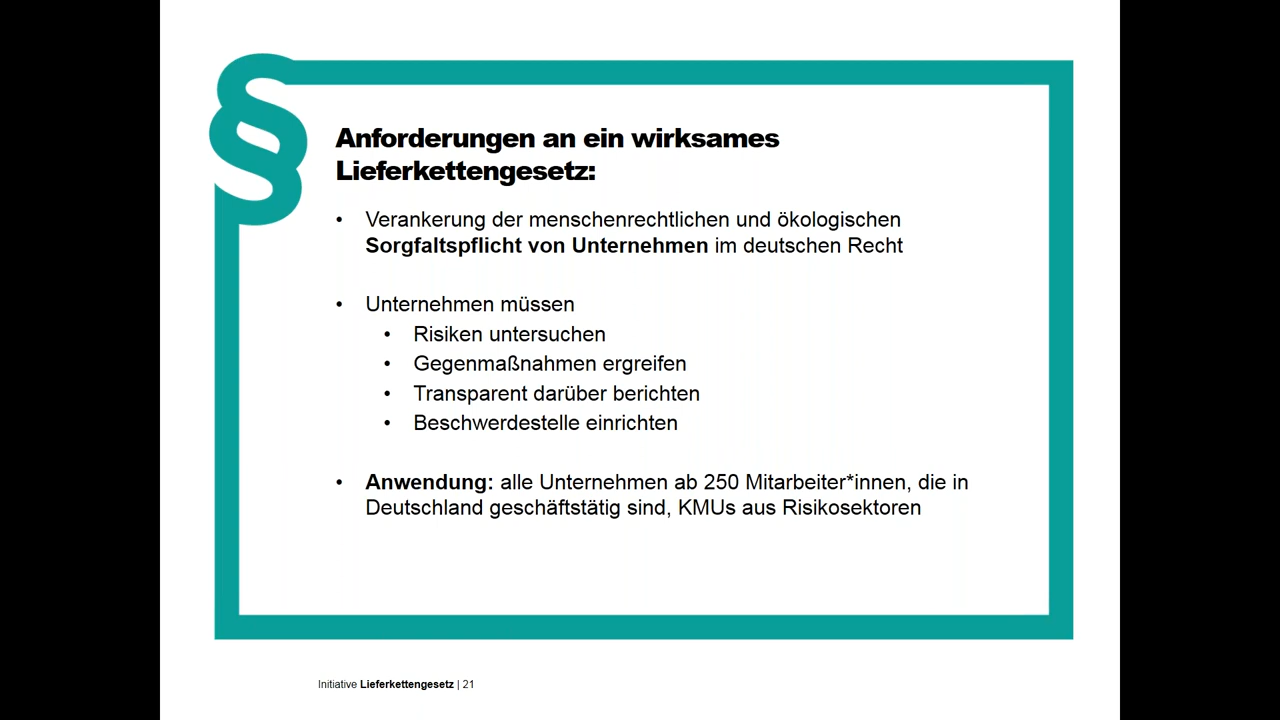 §
Anforderungen an ein wirksames
Lieferkettengesetz:
• Verankerung der menschenrechtlichen und ökologischen
Sorgfaltspflicht von Unternehmen im deutschen Recht
• Unternehmen müssen
• Risiken untersuchen
• Gegenmaßnahmen ergreifen
• Transparent darüber berichten
• Beschwerdestelle einrichten
• Anwendung: alle Unternehmen ab 250 Mitarbeiter*innen, die in
Deutschland geschäftstätig sind, KMUs aus Risikosektoren
Initiative Lieferkettengesetz | 21